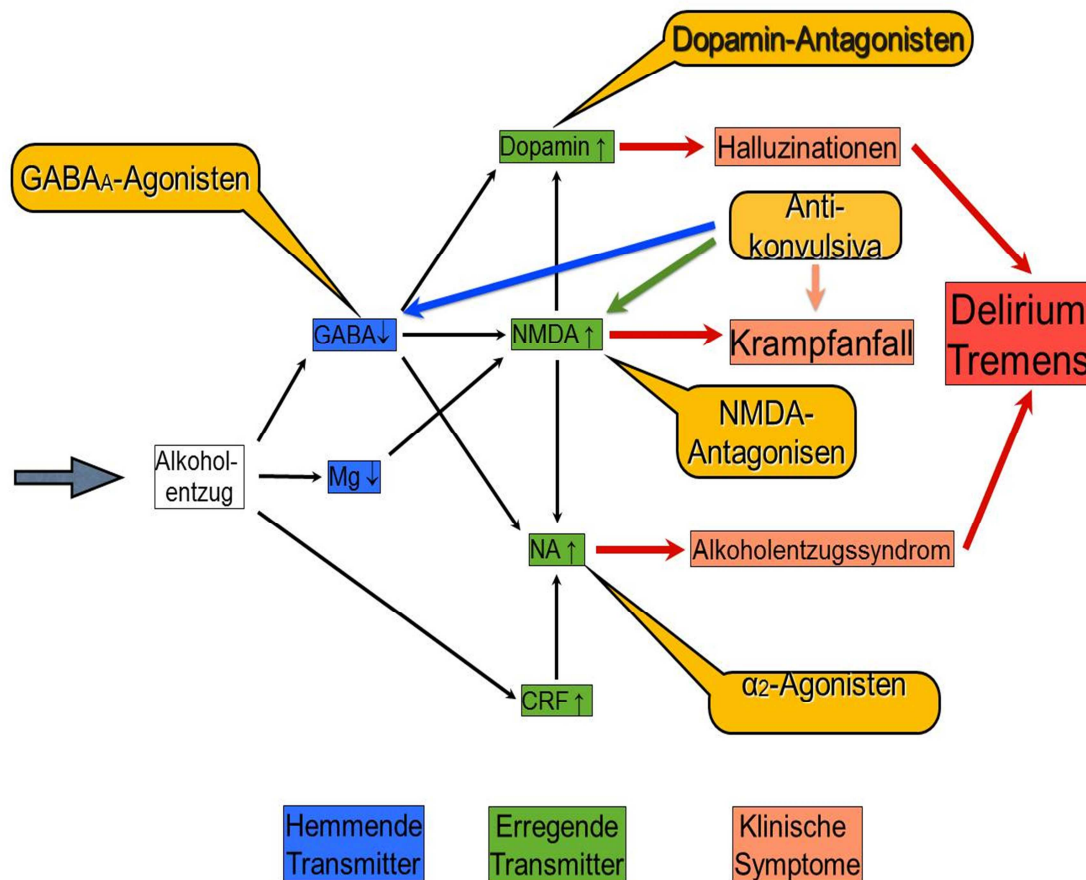 Dopamin-Antagonisten
Dopamin ↑
Halluzinationen
GABAA-Agonisten
Anti-
konvulsiva
GABA↓
NMDA ↑
Krampfanfall
Delirium
Tremens
NMDA-
Antagonisen
Alkohol-
entzug
Mg ↓
NA ↑
Alkoholentzugssyndrom
α2-Agonisten
CRF ↑
Hemmende
Transmitter
Erregende
Transmitter
Klinische
Symptome